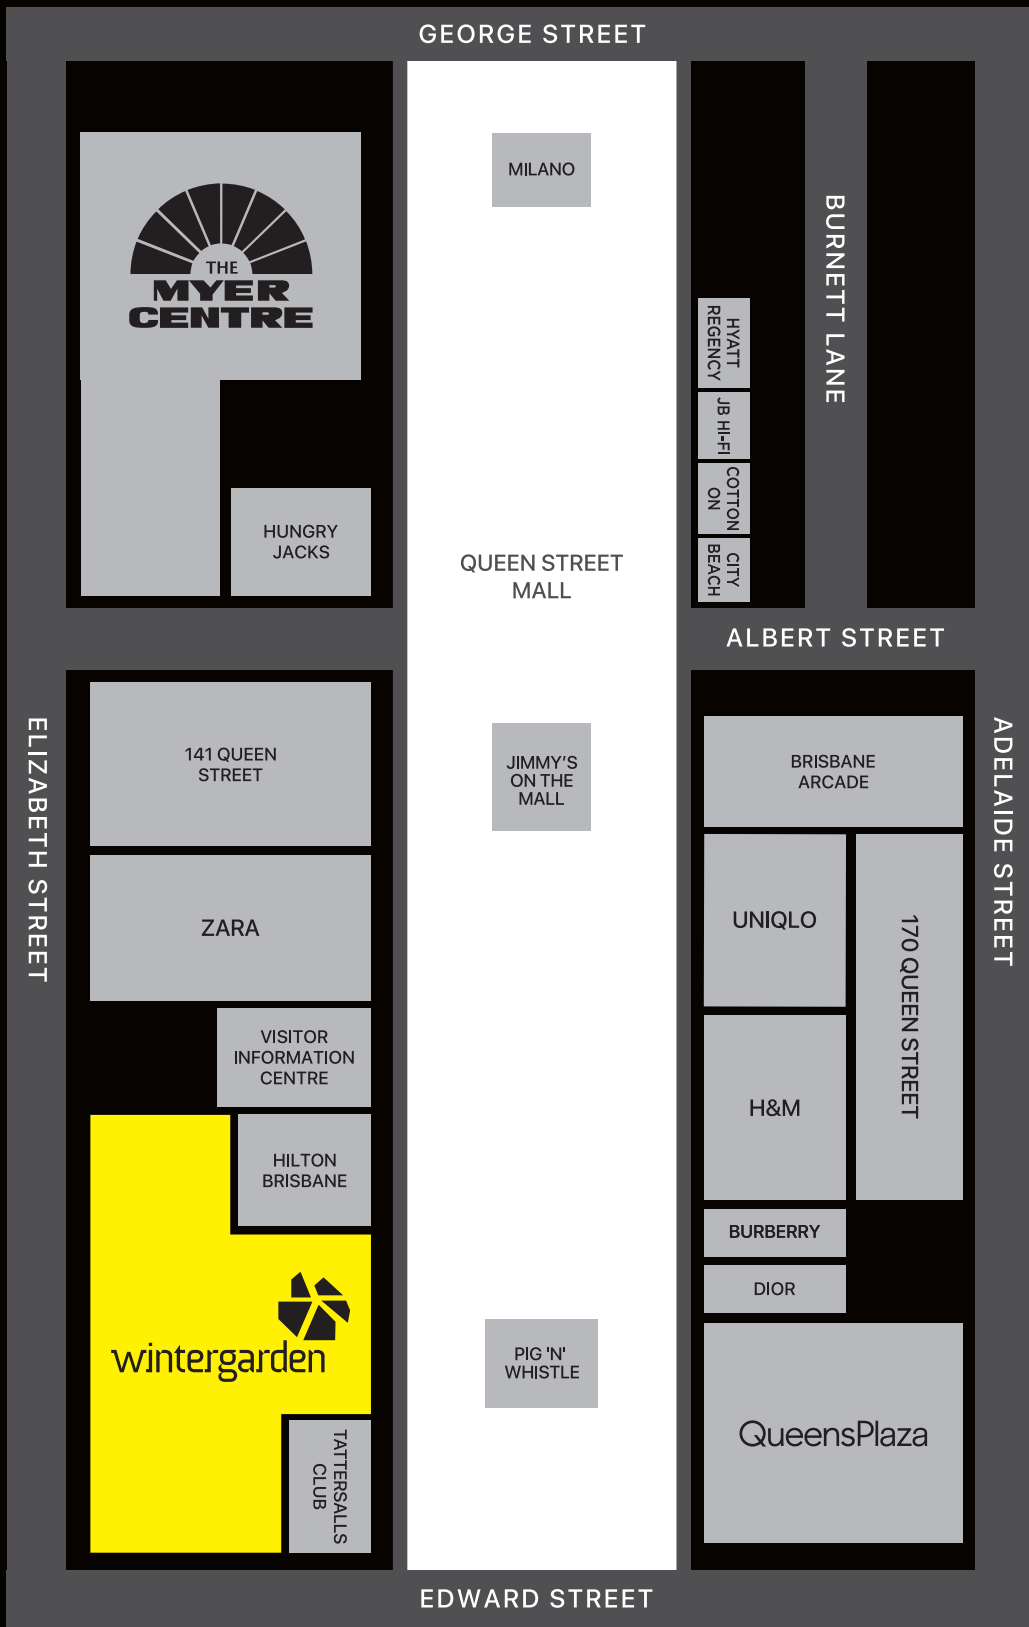 GEORGE STREET
MILANO
BURNETT LANE
THE
MYER
CENTRE
HYATT
REGENCY
JB HI-FI
COTTON
ON
CITY
BEACH
HUNGRY
JACKS
QUEEN STREET
MALL
ALBERT STREET
ELIZABETH STREET
141 QUEEN
STREET
JIMMY'S
ON THE
MALL
BRISBANE
ARCADE
ADELAIDE STREET
ZARA
UNIQLO
170 QUEEN STREET
VISITOR
INFORMATION
CENTRE
H&M
HILTON
BRISBANE
BURBERRY
DIOR
wintergarden
PIG 'N'
WHISTLE
QueensPlaza
TATTERSALLS
CLUB
EDWARD STREET